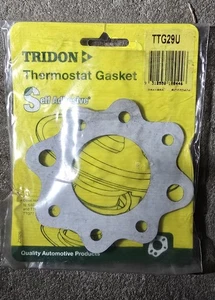 TRIDON
TTG29U
Thermostat Gasket
Self Adhesive
Quality Automotive Products